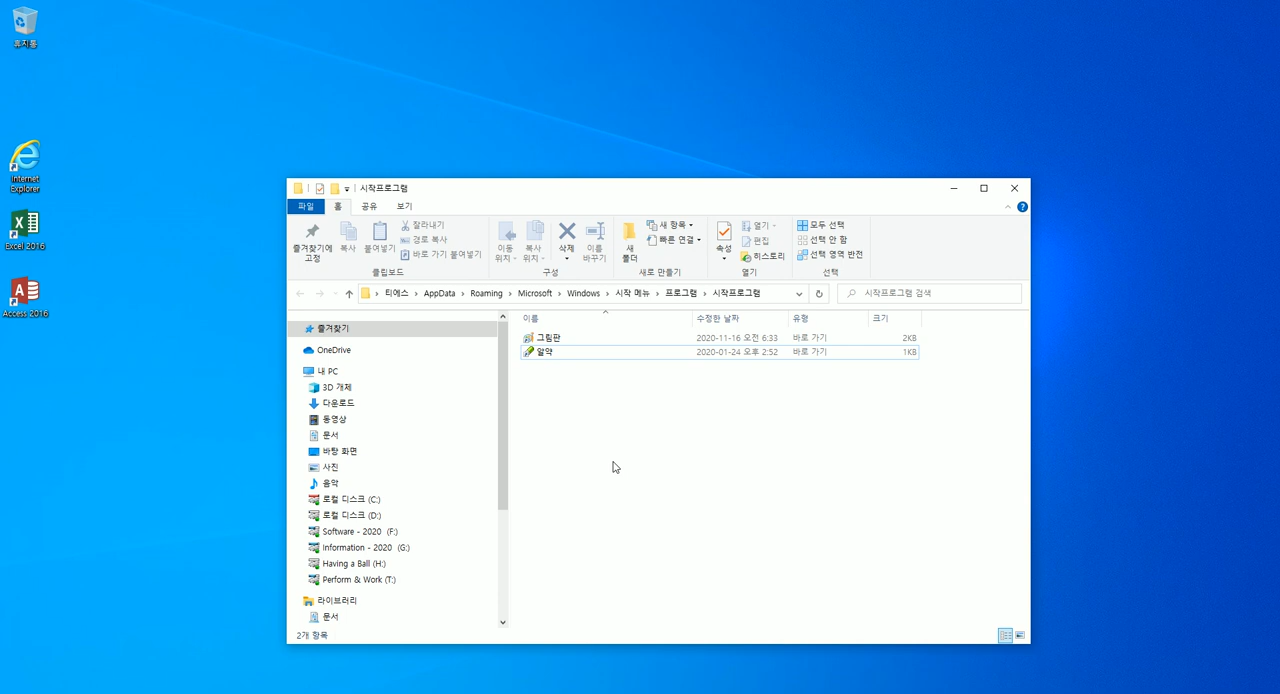 휴지통
Internet
Explorer
Excel 2016
Access 2016
시작프로그램
파일 홈 공유 보기
즐겨찾기에
고정
복사
붙여넣기
잘라내기
경로 복사
바로 가기 붙여넣기
클립보드
이동
위치
복사
위치
삭제
이름
바꾸기
구성
새
폴더
새 항목
빠른 연결
새로 만들기
속성
열기
편집
히스토리
열기
모두 선택
선택 안 함
선택 영역 반전
선택
티에스 > AppData > Roaming > Microsoft > Windows > 시작 메뉴 > 프로그램 > 시작프로그램
시작프로그램 검색
즐겨찾기
OneDrive
내 PC
3D 개체
다운로드
동영상
문서
바탕 화면
사진
음악
로컬 디스크 (C:)
로컬 디스크 (D:)
Software - 2020 (F:)
Information - 2020 (G:)
Having a Ball (H:)
Perform & Work (T:)
라이브러리
문서
이름 수정한 날짜 유형 크기
그림판 2020-11-16 오전 6:33 바로 가기 2KB
알약 2020-01-24 오후 2:52 바로 가기 1KB
2개 항목